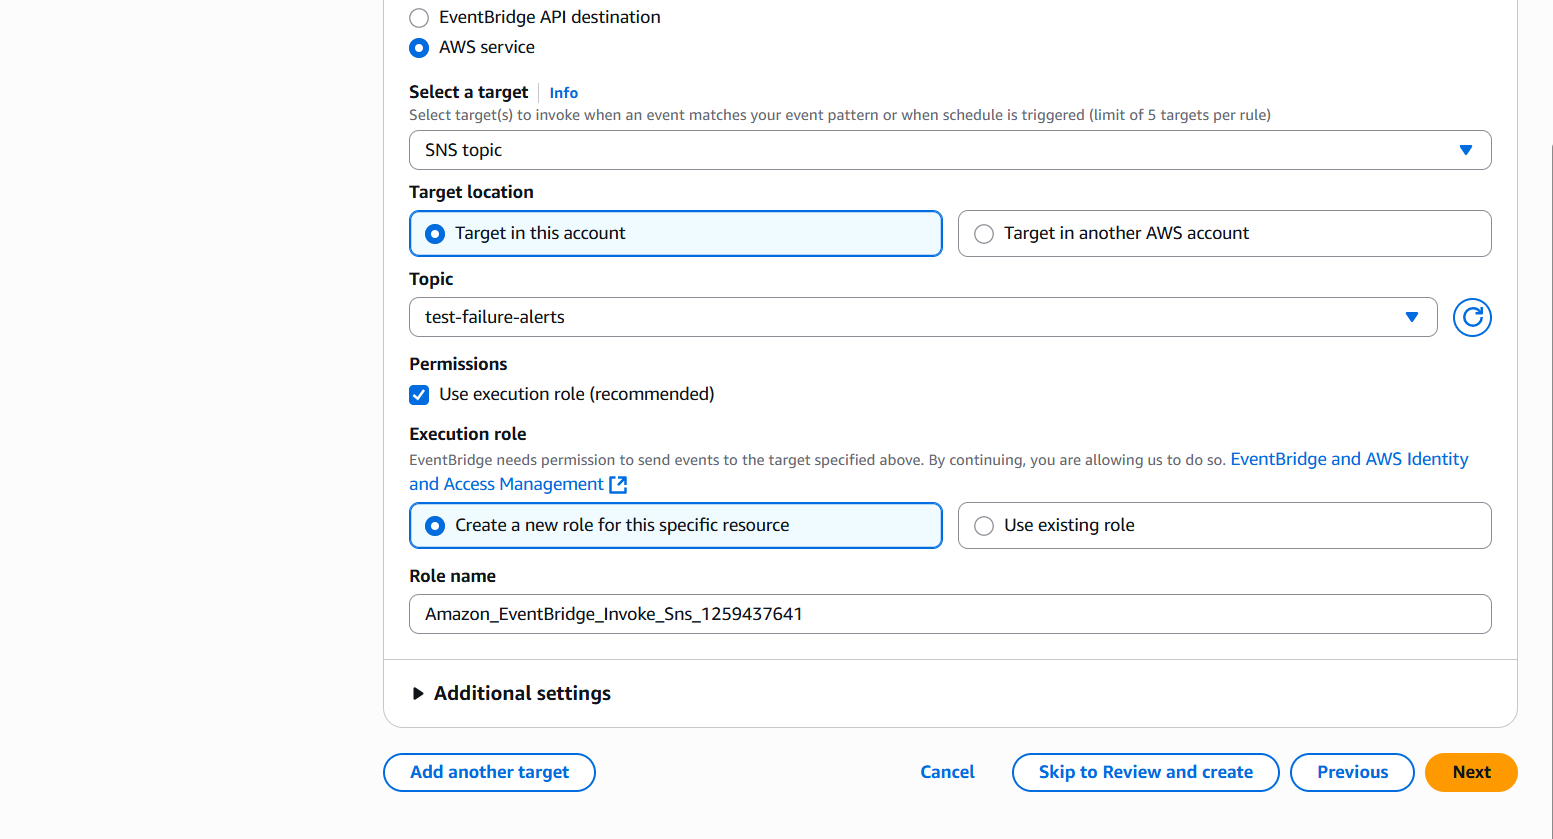 EventBridge API destination
AWS service
Select a target
Info
Select target(s) to invoke when an event matches your event pattern or when schedule is triggered (limit of 5 targets per rule)
SNS topic
Target location
Target in this account
Target in another AWS account
Topic
test-failure-alerts
Permissions
Use execution role (recommended)
Execution role
EventBridge needs permission to send events to the target specified above. By continuing, you are allowing us to do so. EventBridge and AWS Identity
and Access Management
Create a new role for this specific resource
Use existing role
Role name
Amazon_EventBridge_Invoke_Sns_1259437641
Additional settings
Add another target
Cancel
Skip to Review and create
Previous
Next